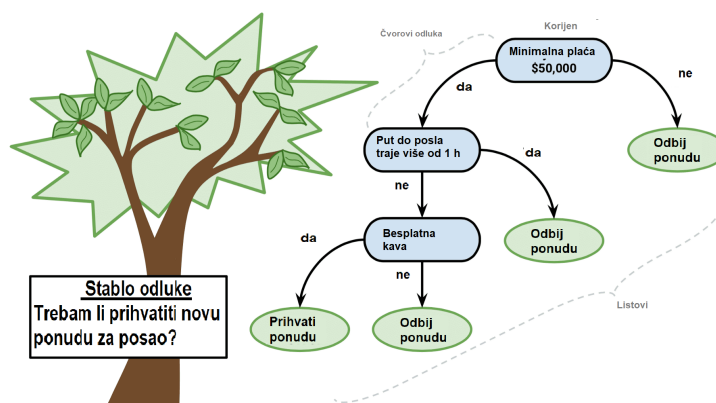 Korijen
Čvorovi odluka
Minimalna plaća
$50,000
da
ne
Put do posla
traje više od 1 h
Odbij
ponudu
da
ne
Besplatna
kava
Odbij
ponudu
da
ne
Stablo odluke
Trebam li prihvatiti novu
ponudu za posao?
Prihvati
ponudu
Odbij
ponudu
Listovi